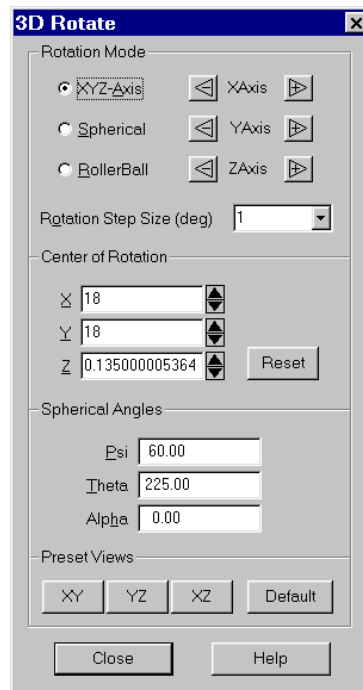 3D Rotate
Rotation Mode
XYZ-Axis XAxis
Spherical YAxis
RollerBall ZAxis
Rotation Step Size (deg) 1
Center of Rotation
X 18
Y 18
Z 0.135000005364 Reset
Spherical Angles
Psi 60.00
Theta 225.00
Alpha 0.00
Preset Views
XY YZ XZ Default
Close Help